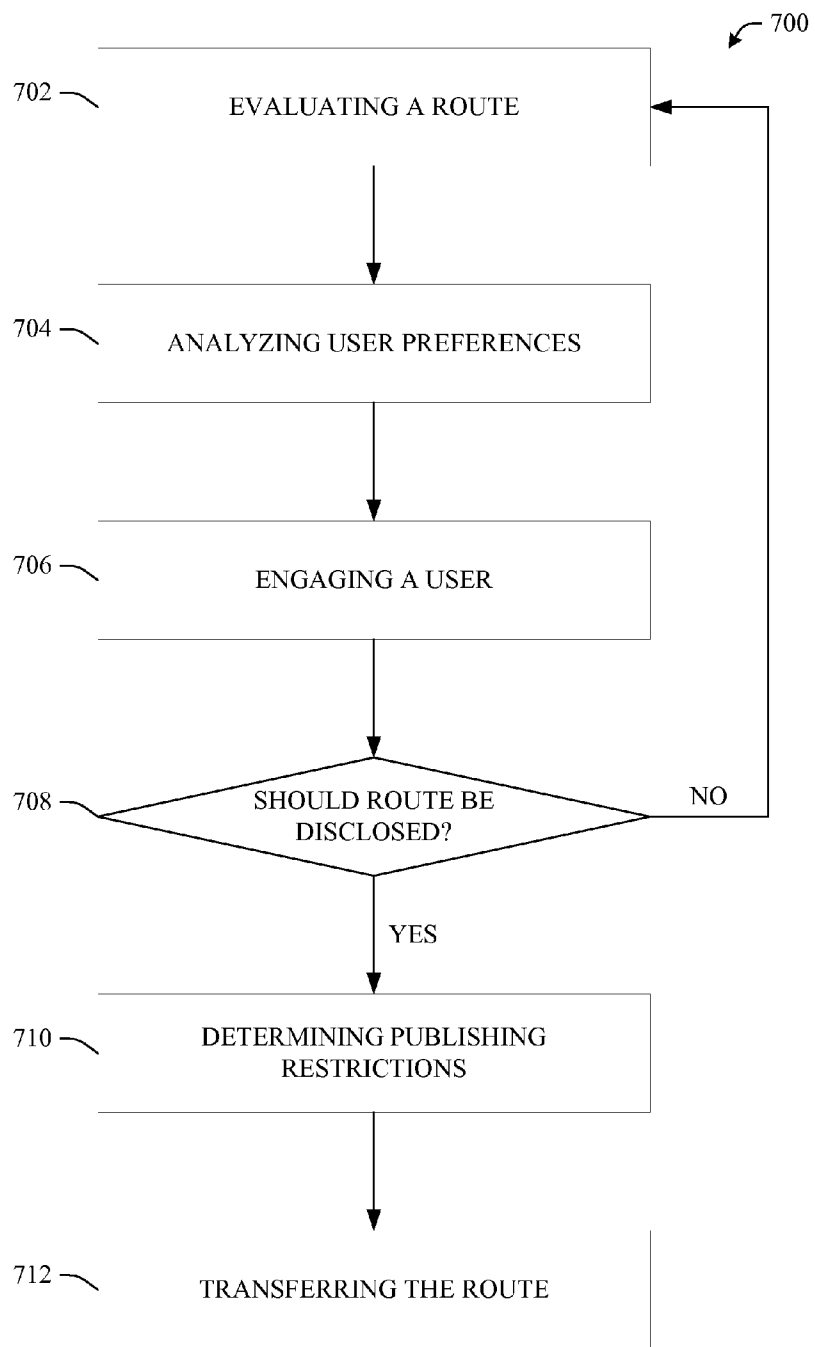 700
702
EVALUATING A ROUTE
704
ANALYZING USER PREFERENCES
706
ENGAGING A USER
708
SHOULD ROUTE BE
DISCLOSED?
NO
YES
710
DETERMINING PUBLISHING
RESTRICTIONS
712
TRANSFERRING THE ROUTE